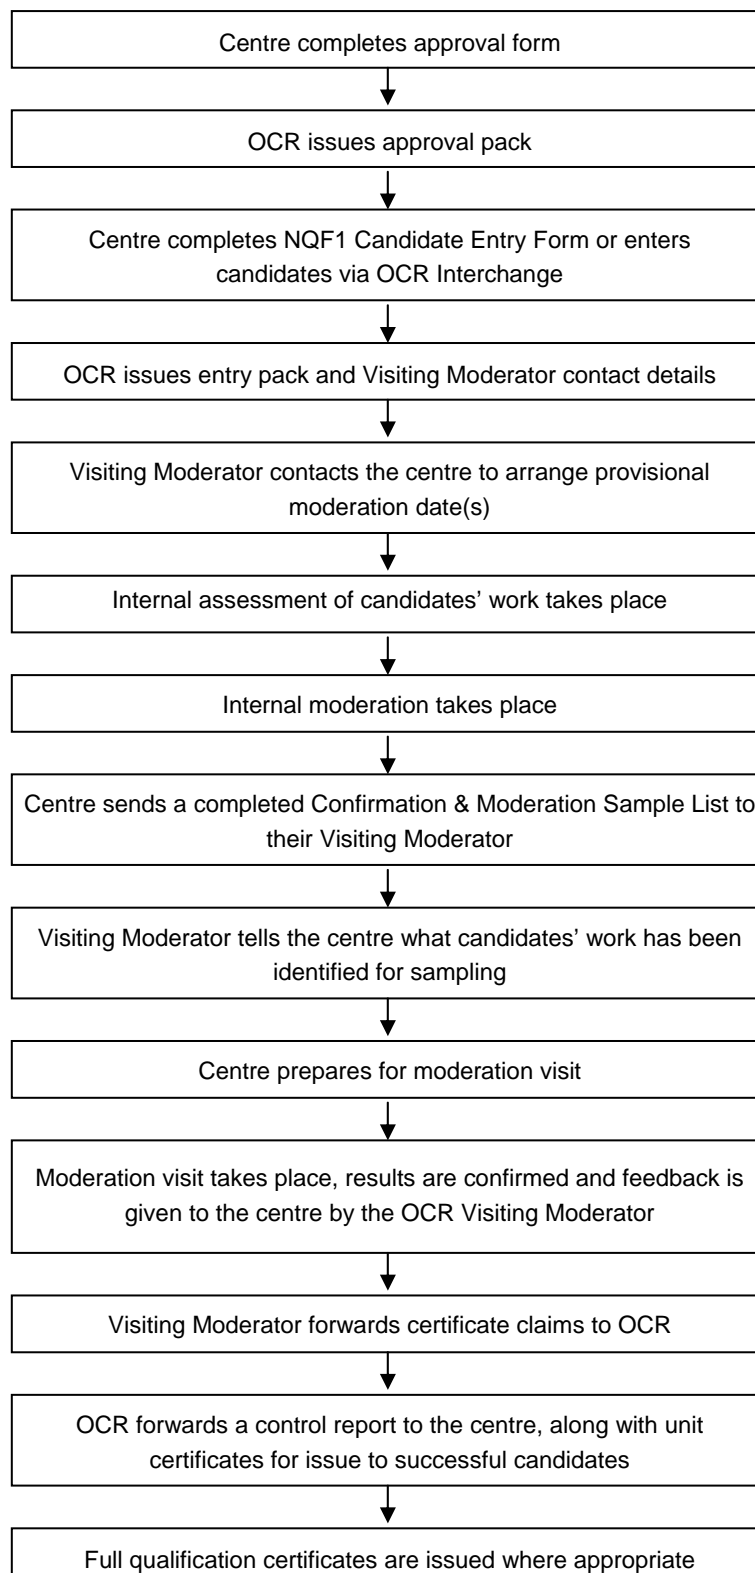 Centre completes approval form
OCR issues approval pack
Centre completes NQF1 Candidate Entry Form or enters
candidates via OCR Interchange
OCR issues entry pack and Visiting Moderator contact details
Visiting Moderator contacts the centre to arrange provisional
moderation date(s)
Internal assessment of candidates’ work takes place
Internal moderation takes place
Centre sends a completed Confirmation & Moderation Sample List to
their Visiting Moderator
Visiting Moderator tells the centre what candidates’ work has been
identified for sampling
Centre prepares for moderation visit
Moderation visit takes place, results are confirmed and feedback is
given to the centre by the OCR Visiting Moderator
Visiting Moderator forwards certificate claims to OCR
OCR forwards a control report to the centre, along with unit
certificates for issue to successful candidates
Full qualification certificates are issued where appropriate